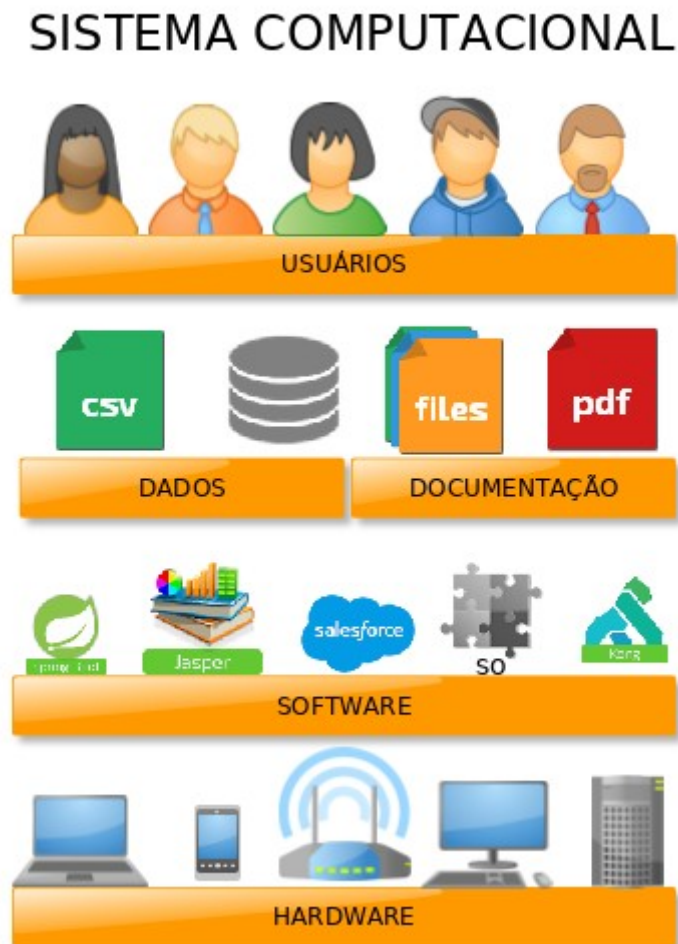 SISTEMA COMPUTACIONAL
USUÁRIOS
csv
files
pdf
DADOS
DOCUMENTAÇÃO
Jasper
salesforce
SO
Kong
SOFTWARE
HARDWARE